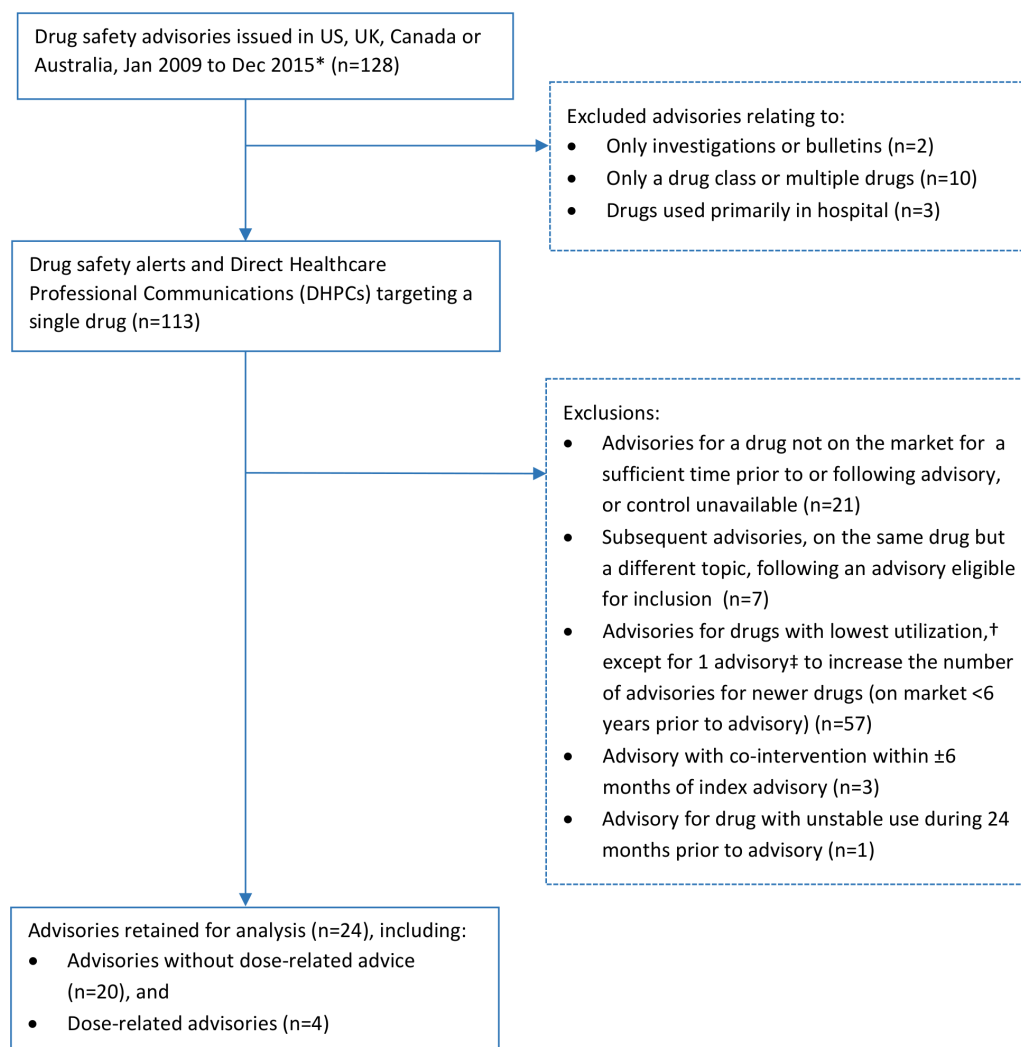 Drug safety advisories issued in US, UK, Canada or
Australia, Jan 2009 to Dec 2015* (n=128)
Excluded advisories relating to:
• Only investigations or bulletins (n=2)
• Only a drug class or multiple drugs (n=10)
• Drugs used primarily in hospital (n=3)
Drug safety alerts and Direct Healthcare
Professional Communications (DHPCs) targeting a
single drug (n=113)
Exclusions:
• Advisories for a drug not on the market for a
sufficient time prior to or following advisory,
or control unavailable (n=21)
• Subsequent advisories, on the same drug but
a different topic, following an advisory eligible
for inclusion (n=7)
• Advisories for drugs with lowest utilization,†
except for 1 advisory‡ to increase the number
of advisories for newer drugs (on market <6
years prior to advisory) (n=57)
• Advisory with co-intervention within ±6
months of index advisory (n=3)
• Advisory for drug with unstable use during 24
months prior to advisory (n=1)
Advisories retained for analysis (n=24), including:
• Advisories without dose-related advice
(n=20), and
• Dose-related advisories (n=4)